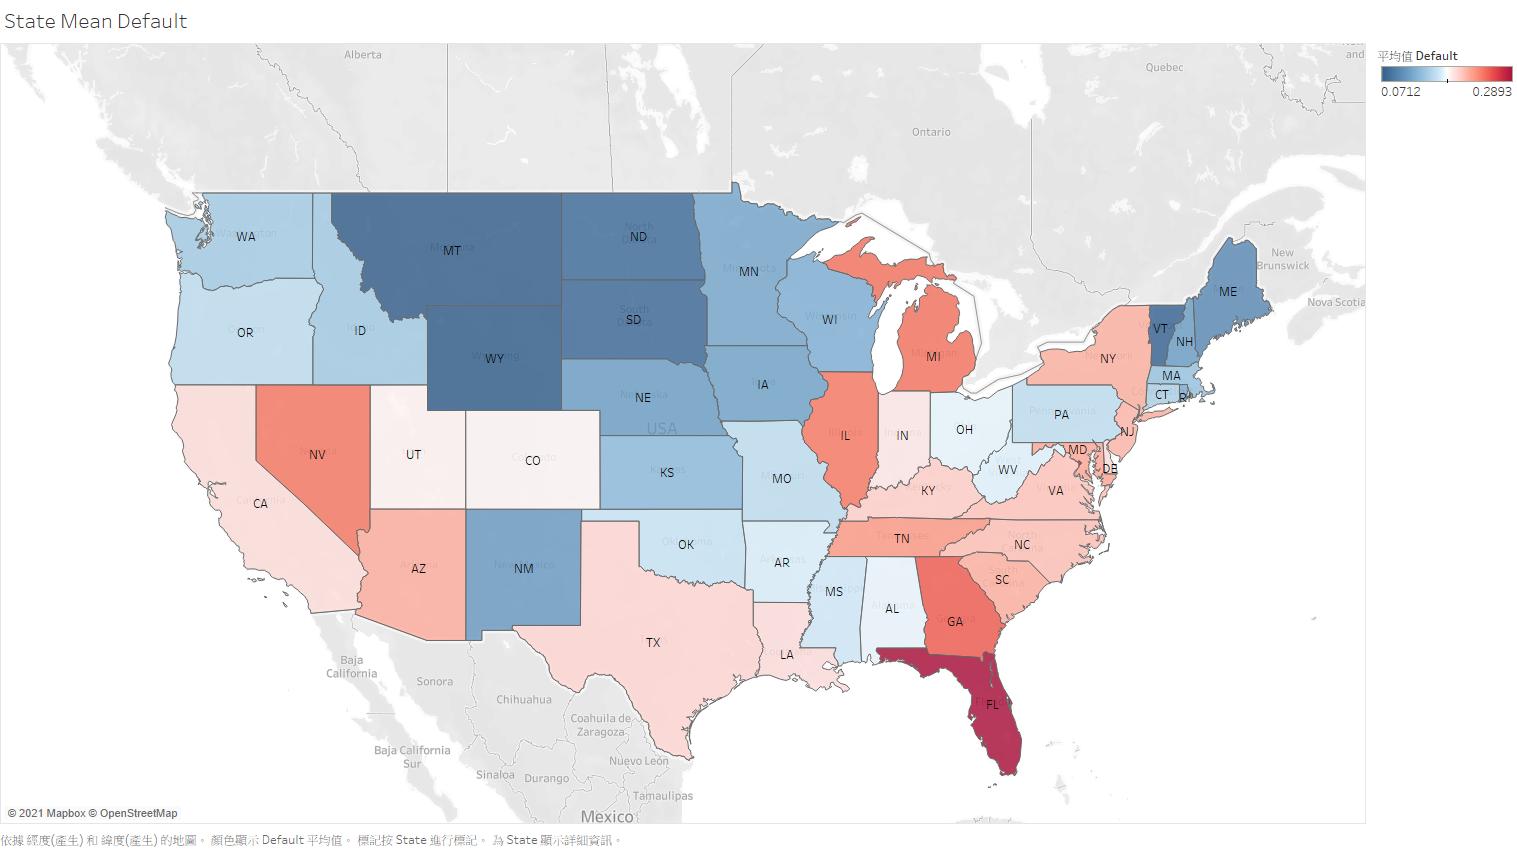 State Mean Default
平均值 Default
0.0712
0.2893
Alberta
Quebec
Ontario
New
Brunswick
Nova Scotia
WA
MT
ND
MN
ME
OR
ID
SD
WI
WY
MI
VT
NH
NY
MA
CT
NE
IA
PA
USA
NV
UT
CO
KS
IL
IN
OH
NJ
MD
DE
WV
MO
KY
VA
CA
AZ
NM
OK
AR
TN
NC
SC
MS
AL
GA
TX
LA
FL
Baja
California
Sonora
Chihuahua
Coahuila de
Zaragoza
Baja California
Sur
Sinaloa
Durango
Nuevo León
Tamaulipas
Mexico
© 2021 Mapbox © OpenStreetMap
依據 經度(產生) 和 緯度(產生) 的地圖。 顏色顯示 Default 平均值。 標記按 State 進行標記。 為 State 顯示詳細資訊。